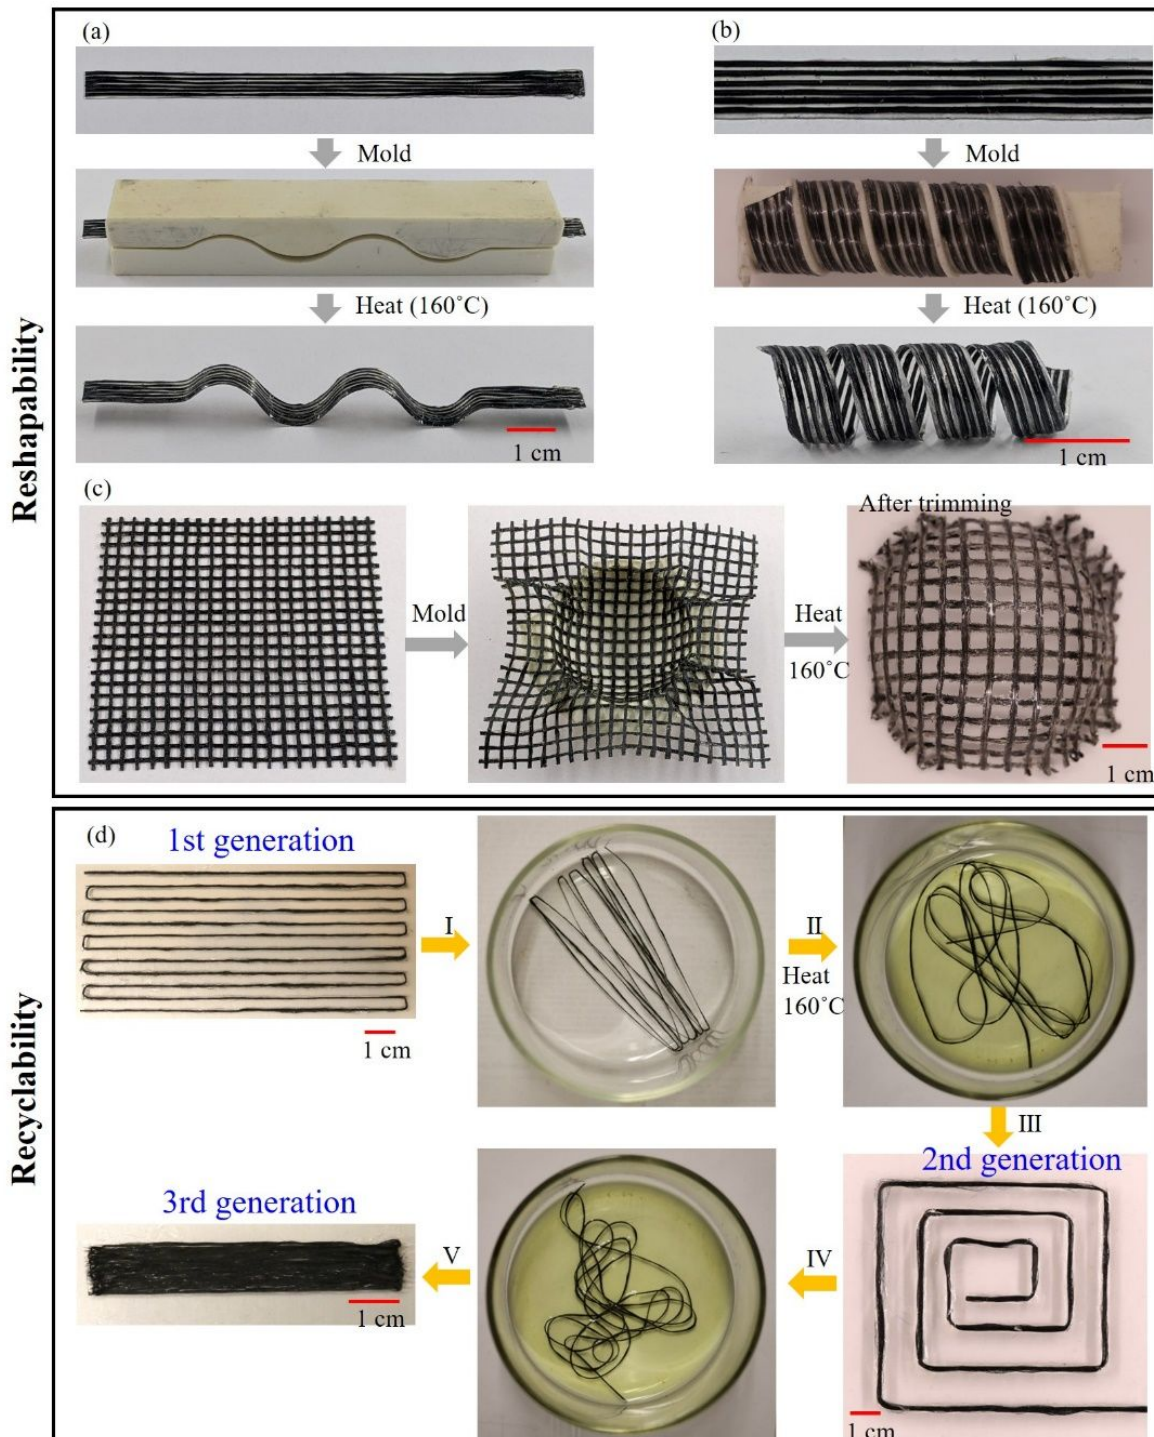 Reshapability
(a)
Mold
Heat (160˚C)
1 cm
(b)
Mold
Heat (160˚C)
1 cm
(c)
Mold
Heat
160˚C
After trimming
1 cm
Recyclability
(d)
1st generation
1 cm
I
II
Heat
160˚C
III
2nd generation
1 cm
IV
V
3rd generation
1 cm